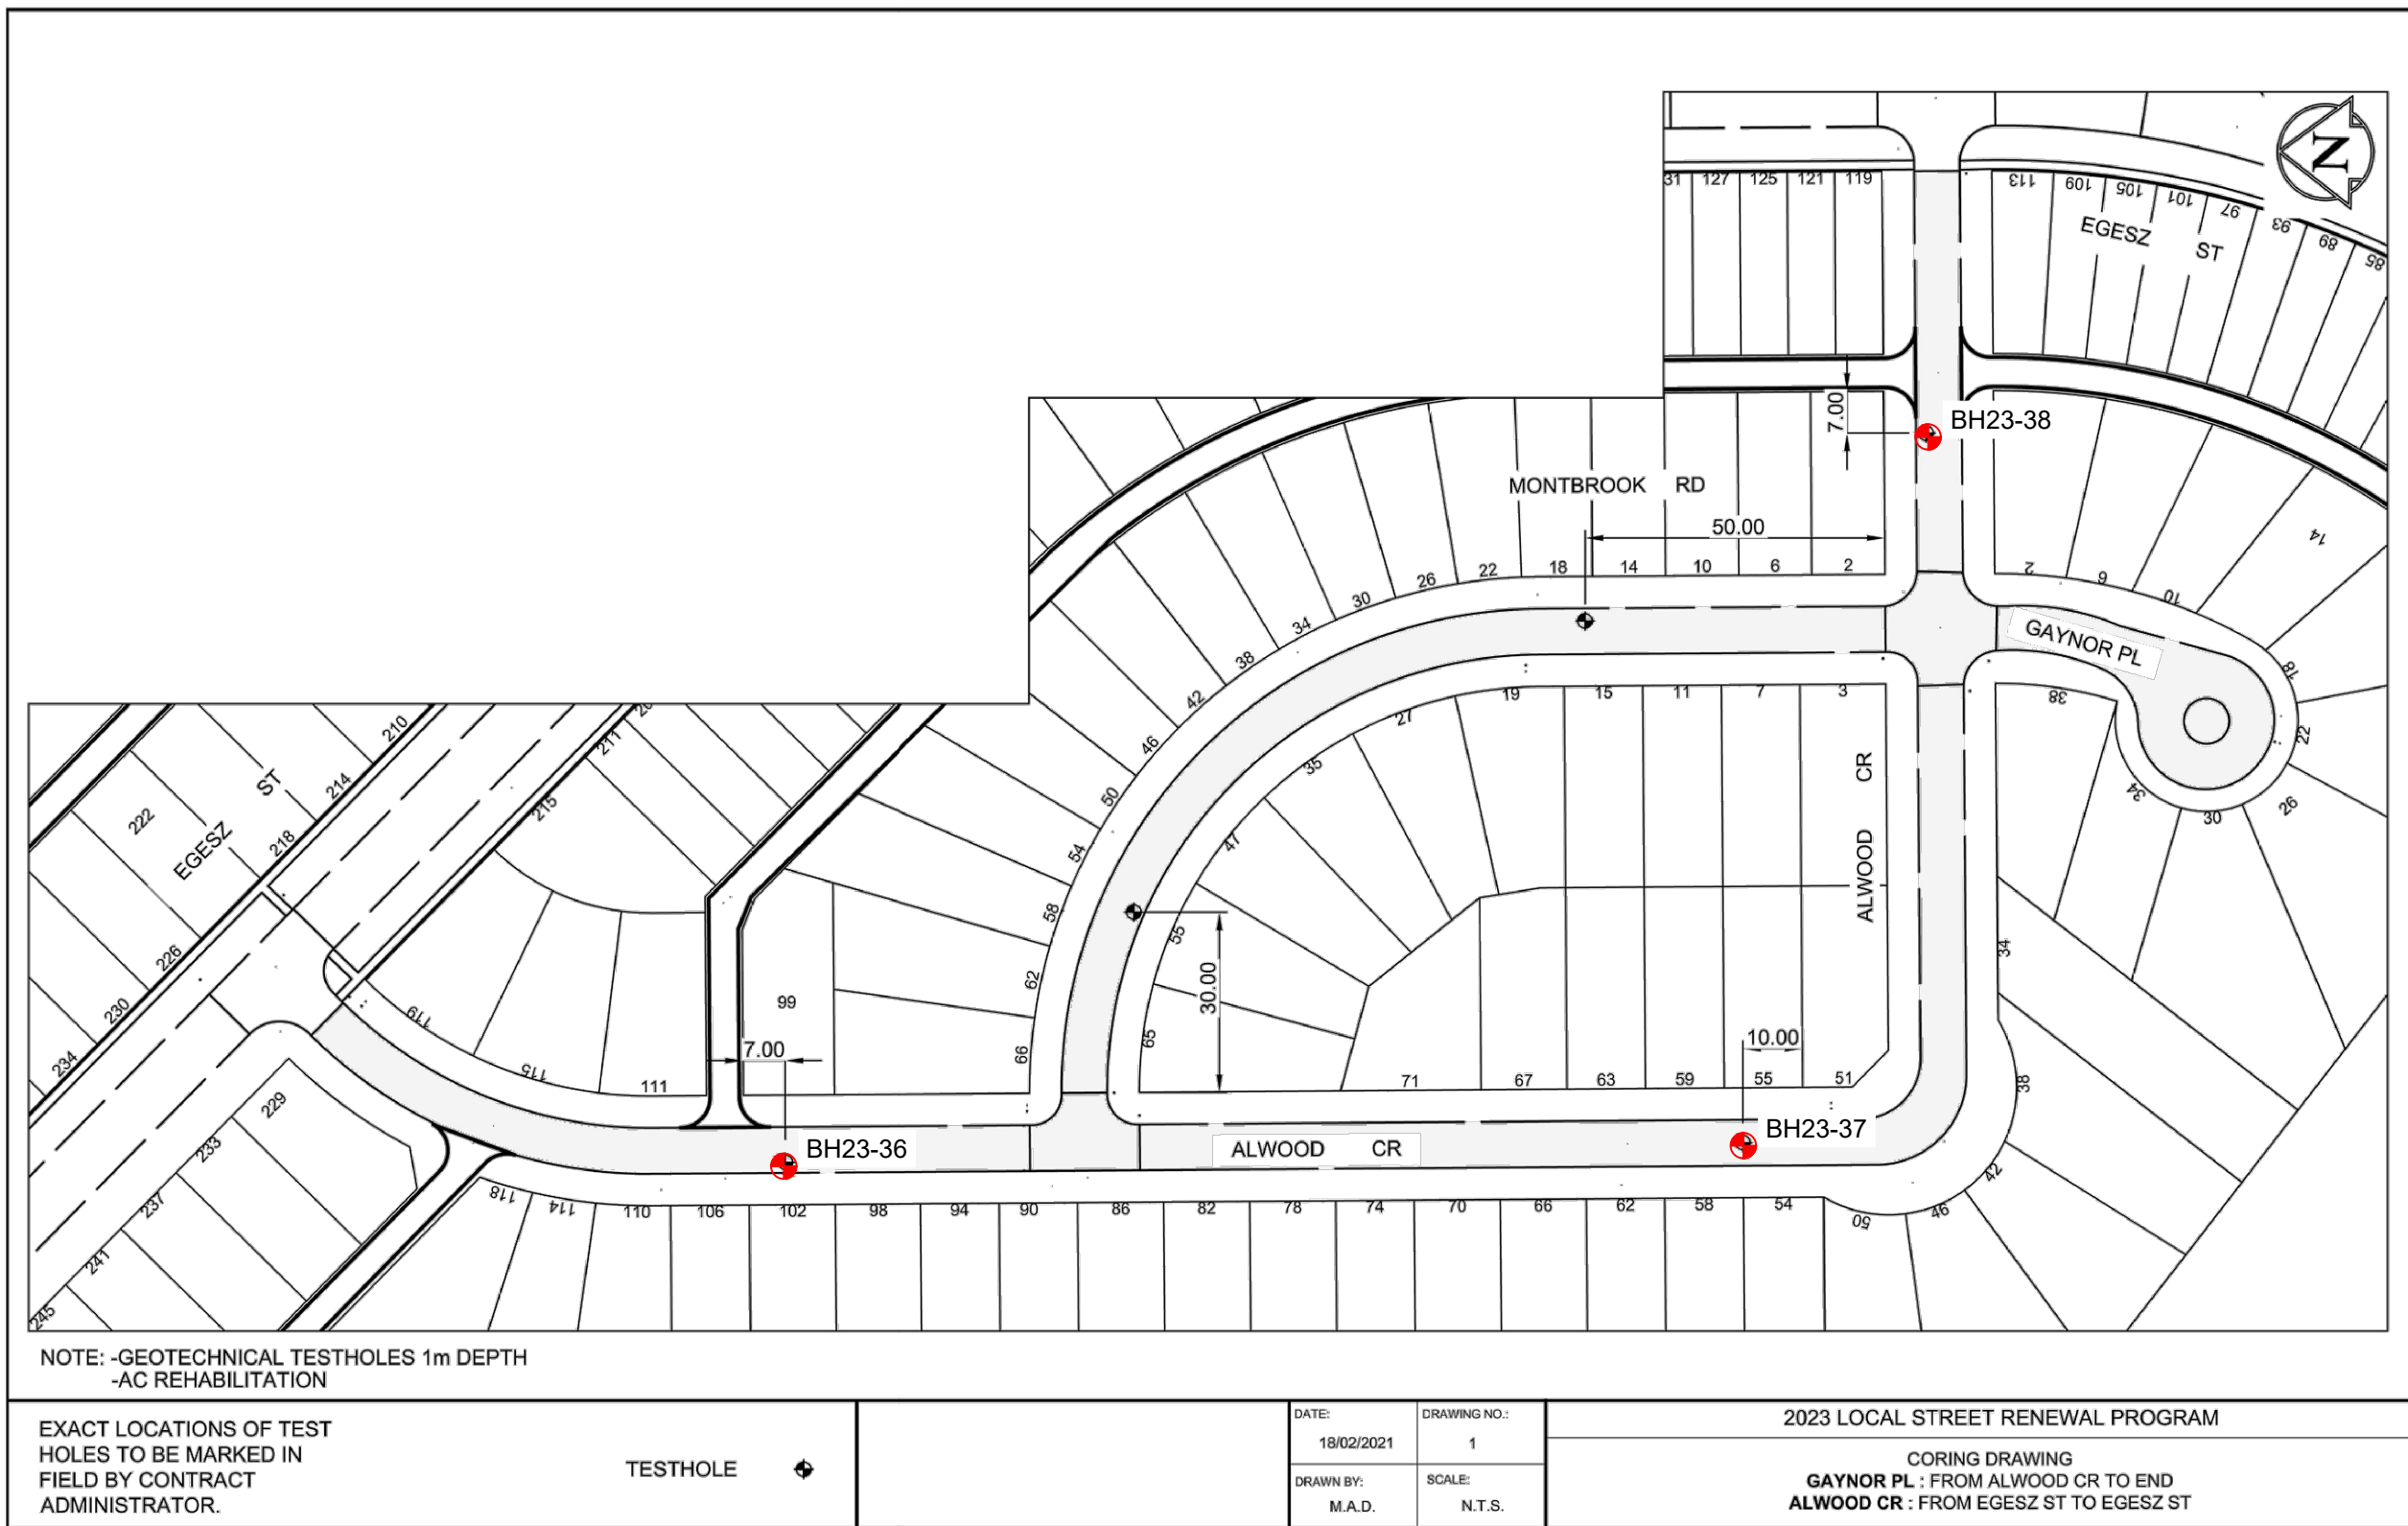 N
31 127 125 121 119
113 109 105 101 97 93 89 85
EGESZ ST
BH23-38
7.00
MONTBROOK RD
50.00
14
22 18 14 10 6 2
2 6 10
26
30
34
38
42
46
50
54
58
62
66
GAYNOR PL
18
22
26
30
34
38
19 15 11 7 3
27
35
47
55
65
ALWOOD CR
30.00
210
214
218
222
226
230
234
EGESZ ST
211
215
119
115
111
99
7.00
10.00
71 67 63 59 55 51
34
38
42
46
50
BH23-36
ALWOOD CR
BH23-37
229
233
237
241
245
118 114 110 106 102 98 94 90 86 82 78 74 70 66 62 58 54
NOTE: -GEOTECHNICAL TESTHOLES 1m DEPTH
-AC REHABILITATION
EXACT LOCATIONS OF TEST
HOLES TO BE MARKED IN
FIELD BY CONTRACT
ADMINISTRATOR.
TESTHOLE
DATE:
18/02/2021
DRAWING NO.:
1
DRAWN BY:
M.A.D.
SCALE:
N.T.S.
2023 LOCAL STREET RENEWAL PROGRAM
CORING DRAWING
GAYNOR PL : FROM ALWOOD CR TO END
ALWOOD CR : FROM EGESZ ST TO EGESZ ST